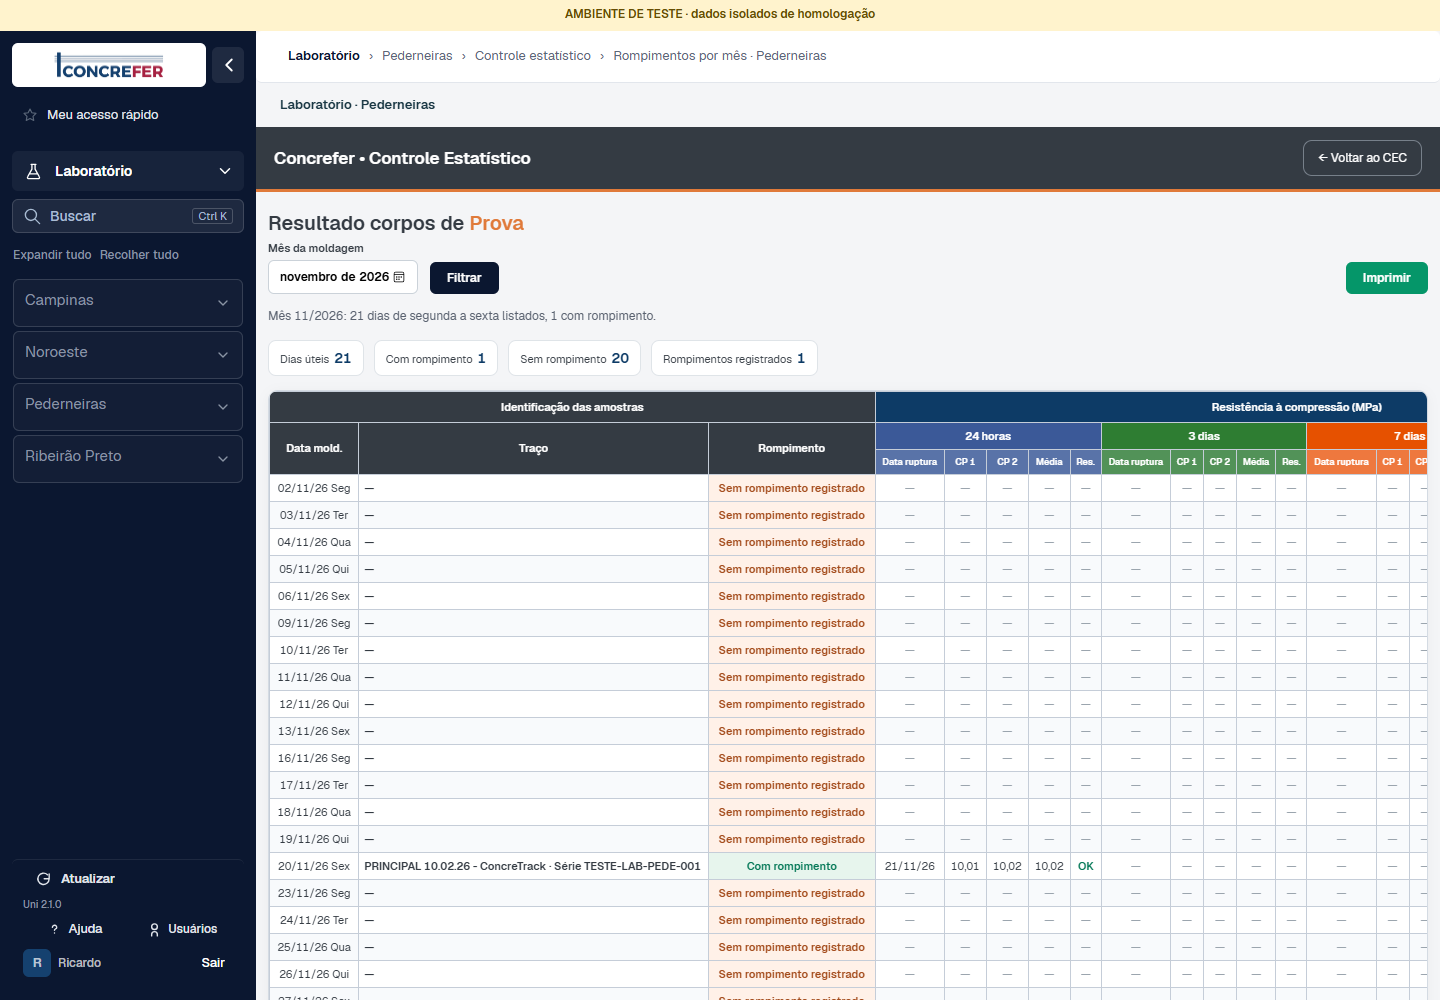 AMBIENTE DE TESTE · dados isolados de homologação
CONCREFER
Meu acesso rápido
Laboratório
Buscar Ctrl K
Expandir tudo Recolher tudo
Campinas
Noroeste
Pederneiras
Ribeirão Preto
Atualizar
Uni 2.1.0
? Ajuda Usuários
R Ricardo Sair
Laboratório › Pederneiras › Controle estatístico › Rompimentos por mês · Pederneiras
Laboratório · Pederneiras
Concrefer • Controle Estatístico ← Voltar ao CEC
Resultado corpos de Prova
Mês da moldagem
novembro de 2026 Filtrar Imprimir
Mês 11/2026: 21 dias de segunda a sexta listados, 1 com rompimento.
Dias úteis 21 Com rompimento 1 Sem rompimento 20 Rompimentos registrados 1
Identificação das amostras Resistência à compressão (MPa)
Data mold. Traço Rompimento 24 horas 3 dias 7 dias
Data ruptura CP 1 CP 2 Média Res. Data ruptura CP 1 CP 2 Média Res. Data ruptura CP 1 CP
02/11/26 Seg — Sem rompimento registrado — — — — — — — — — — — — —
03/11/26 Ter — Sem rompimento registrado — — — — — — — — — — — — —
04/11/26 Qua — Sem rompimento registrado — — — — — — — — — — — — —
05/11/26 Qui — Sem rompimento registrado — — — — — — — — — — — — —
06/11/26 Sex — Sem rompimento registrado — — — — — — — — — — — — —
09/11/26 Seg — Sem rompimento registrado — — — — — — — — — — — — —
10/11/26 Ter — Sem rompimento registrado — — — — — — — — — — — — —
11/11/26 Qua — Sem rompimento registrado — — — — — — — — — — — — —
12/11/26 Qui — Sem rompimento registrado — — — — — — — — — — — — —
13/11/26 Sex — Sem rompimento registrado — — — — — — — — — — — — —
16/11/26 Seg — Sem rompimento registrado — — — — — — — — — — — — —
17/11/26 Ter — Sem rompimento registrado — — — — — — — — — — — — —
18/11/26 Qua — Sem rompimento registrado — — — — — — — — — — — — —
19/11/26 Qui — Sem rompimento registrado — — — — — — — — — — — — —
20/11/26 Sex PRINCIPAL 10.02.26 - ConcreTrack · Série TESTE-LAB-PEDE-001 Com rompimento 21/11/26 10,01 10,02 10,02 OK — — — — — — — —
23/11/26 Seg — Sem rompimento registrado — — — — — — — — — — — — —
24/11/26 Ter — Sem rompimento registrado — — — — — — — — — — — — —
25/11/26 Qua — Sem rompimento registrado — — — — — — — — — — — — —
26/11/26 Qui — Sem rompimento registrado — — — — — — — — — — — — —